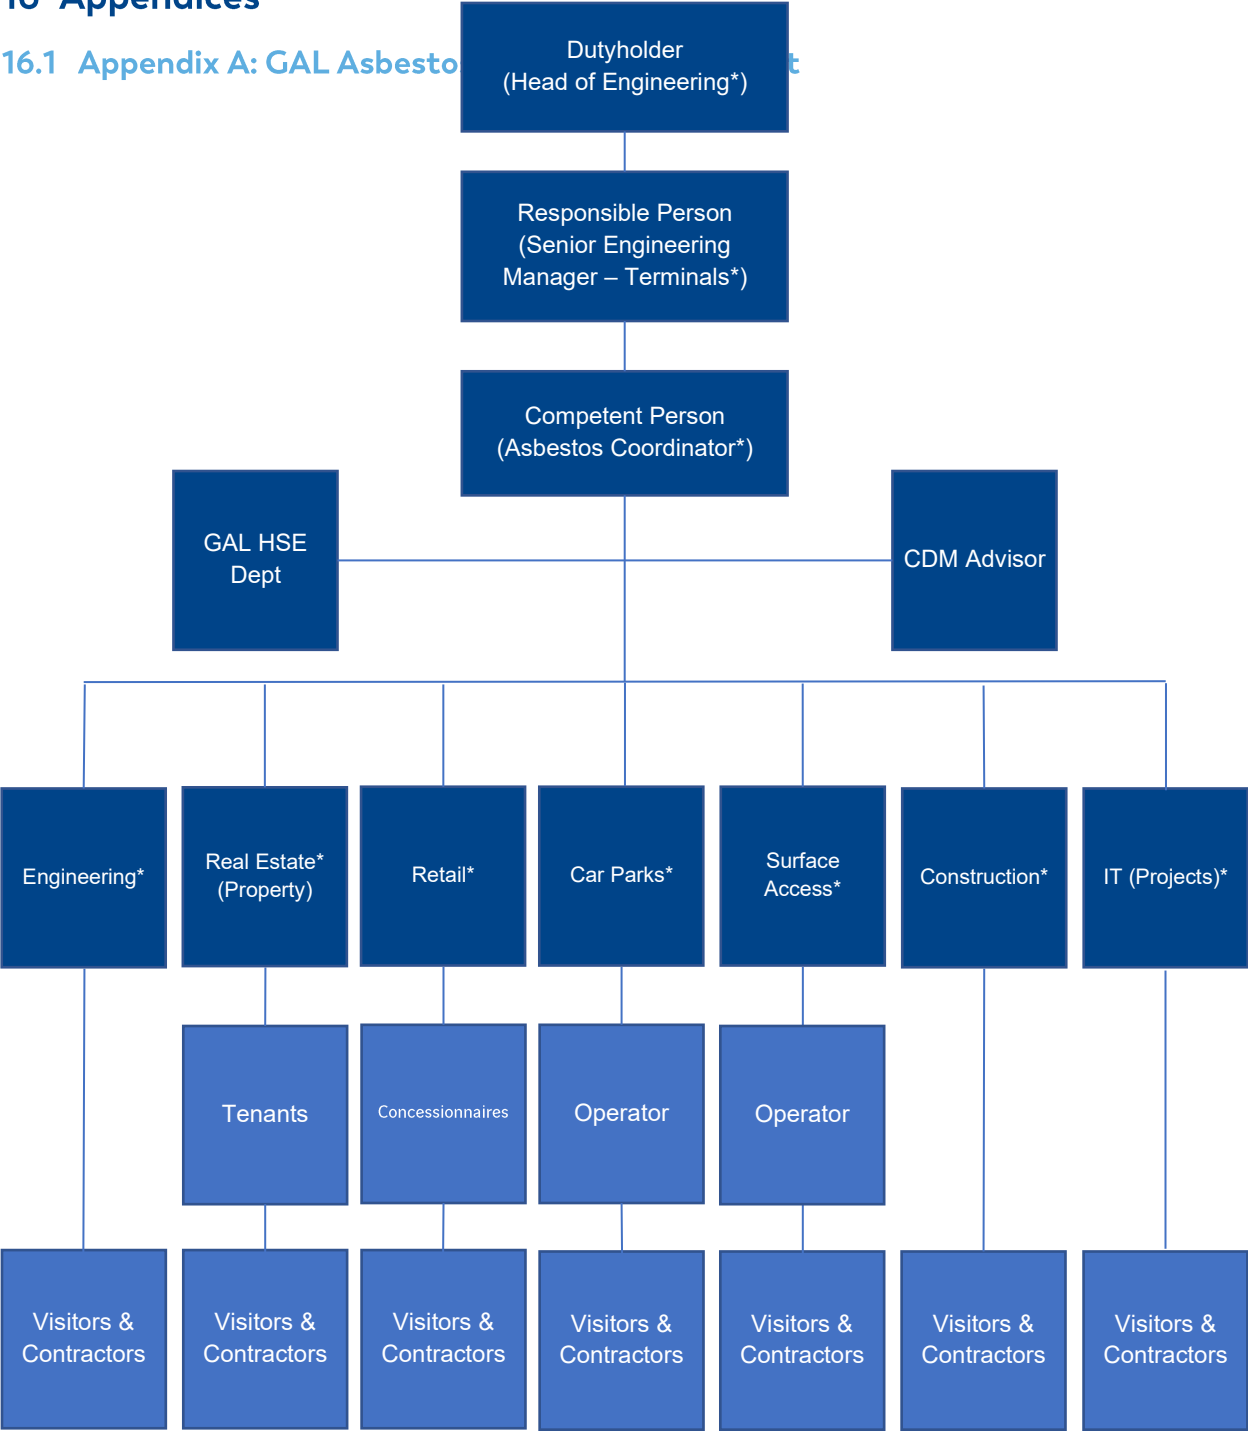 16 Appendices
16.1 Appendix A: GAL Asbesto
t
Dutyholder
(Head of Engineering*)
Responsible Person
(Senior Engineering
Manager – Terminals*)
Competent Person
(Asbestos Coordinator*)
GAL HSE
Dept
CDM Advisor
Engineering*
Real Estate*
(Property)
Retail*
Car Parks*
Surface
Access*
Construction*
IT (Projects)*
Tenants
Concessionnaires
Operator
Operator
Visitors &
Contractors
Visitors &
Contractors
Visitors &
Contractors
Visitors &
Contractors
Visitors &
Contractors
Visitors &
Contractors
Visitors &
Contractors